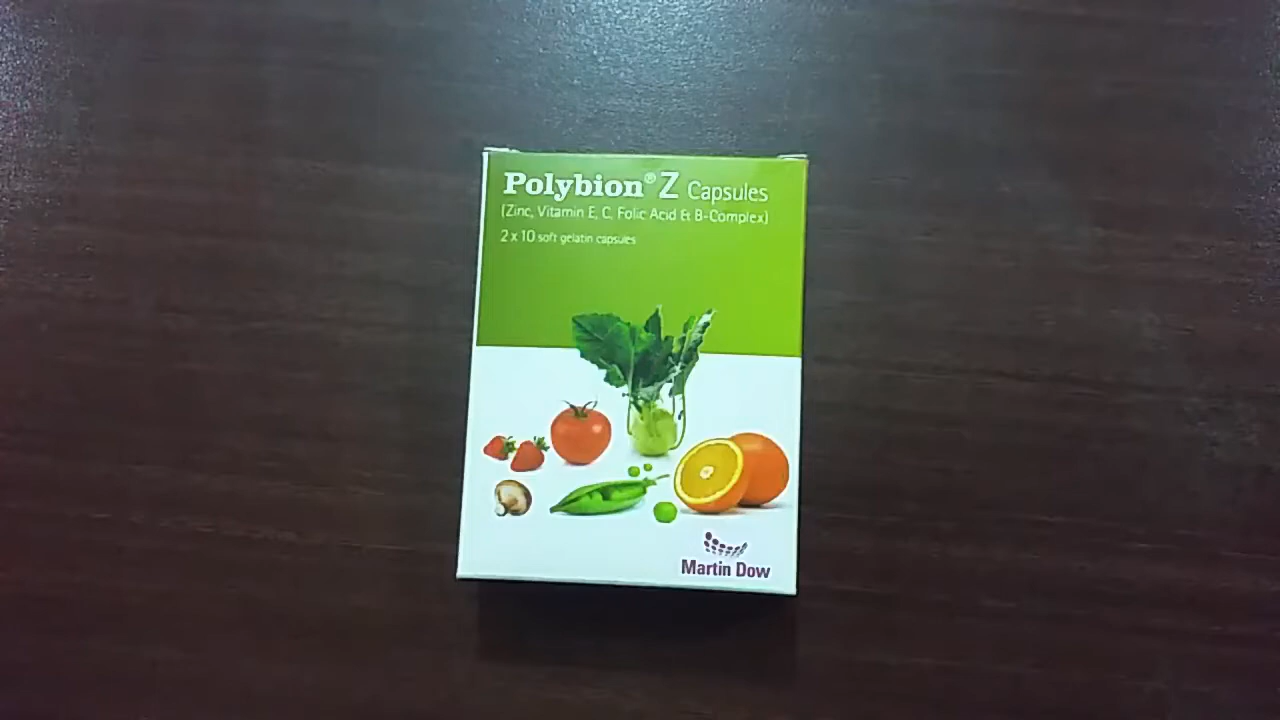 Polybion® Z Capsules
(Zinc, Vitamin E, C, Folic Acid & B-Complex)
2 x 10 soft gelatin capsules
Martin Dow